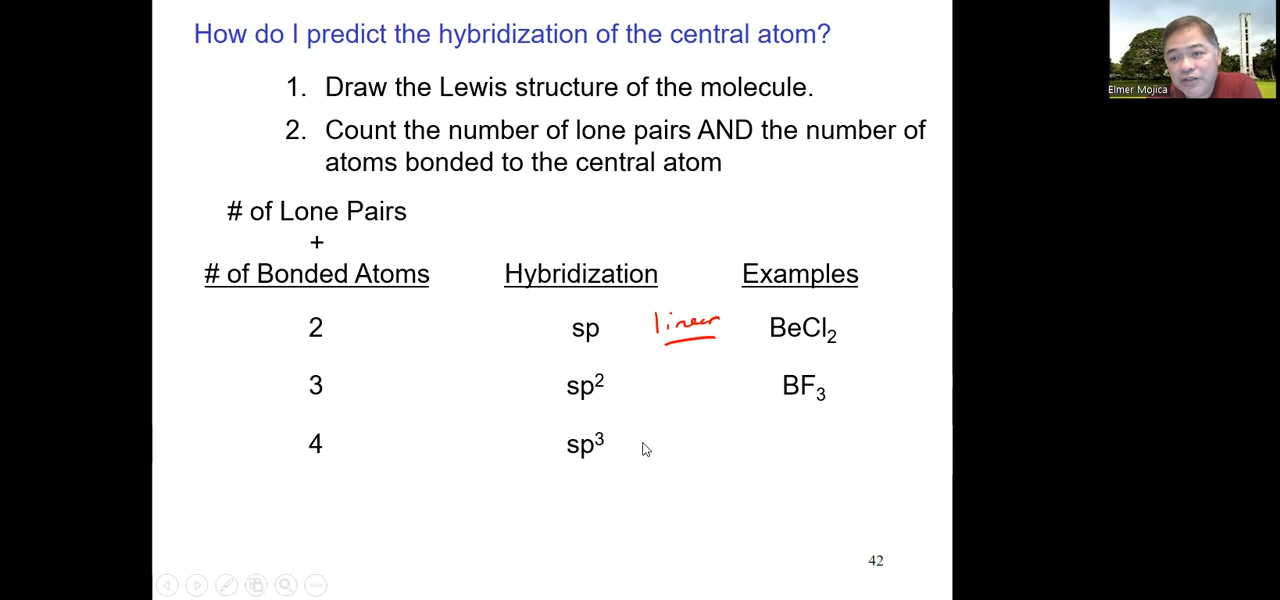 How do I predict the hybridization of the central atom?
Elmer Mojica
1. Draw the Lewis structure of the molecule.
2. Count the number of lone pairs AND the number of
atoms bonded to the central atom
# of Lone Pairs
+
# of Bonded Atoms Hybridization Examples
2 sp linear BeCl₂
3 sp² BF₃
4 sp³
42